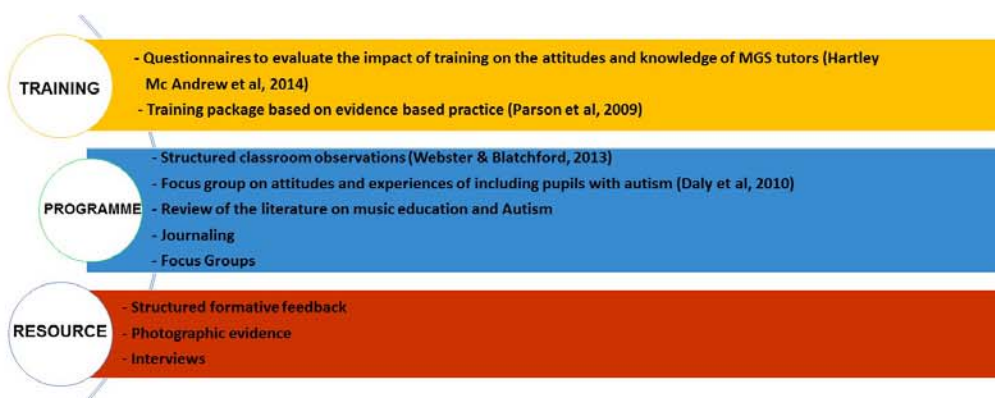 TRAINING
- Questionnaires to evaluate the impact of training on the attitudes and knowledge of MGS tutors (Hartley
Mc Andrew et al, 2014)
- Training package based on evidence based practice (Parson et al, 2009)
PROGRAMME
- Structured classroom observations (Webster & Blatchford, 2013)
- Focus group on attitudes and experiences of including pupils with autism (Daly et al, 2010)
- Review of the literature on music education and Autism
- Journaling
- Focus Groups
RESOURCE
- Structured formative feedback
- Photographic evidence
- Interviews